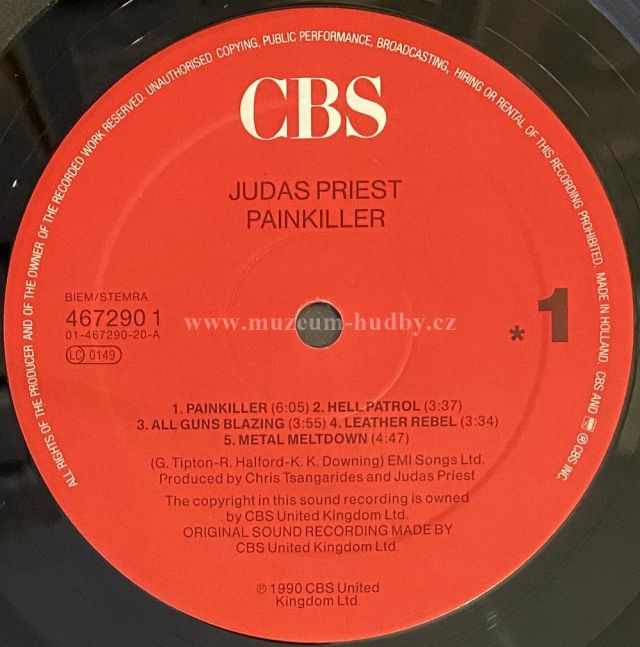 ALL RIGHTS OF THE PRODUCER AND OF THE OWNER OF THE RECORDED WORK RESERVED. UNAUTHORISED COPYING, PUBLIC PERFORMANCE, BROADCASTING, HIRING OR RENTAL OF THIS RECORDING PROHIBITED. MADE IN HOLLAND. CBS AND ℗ CBS INC.
CBS
JUDAS PRIEST
PAINKILLER
BIEM/STEMRA
467290 1
01-467290-20-A
LC 0149
www.muzeum-hudby.cz
*1
1. PAINKILLER (6:05) 2. HELL PATROL (3:37)
3. ALL GUNS BLAZING (3:55) 4. LEATHER REBEL (3:34)
5. METAL MELTDOWN (4:47)
(G. Tipton-R. Halford-K. K. Downing) EMI Songs Ltd.
Produced by Chris Tsangarides and Judas Priest
The copyright in this sound recording is owned
by CBS United Kingdom Ltd.
ORIGINAL SOUND RECORDING MADE BY
CBS United Kingdom Ltd
℗ 1990 CBS United
Kingdom Ltd.